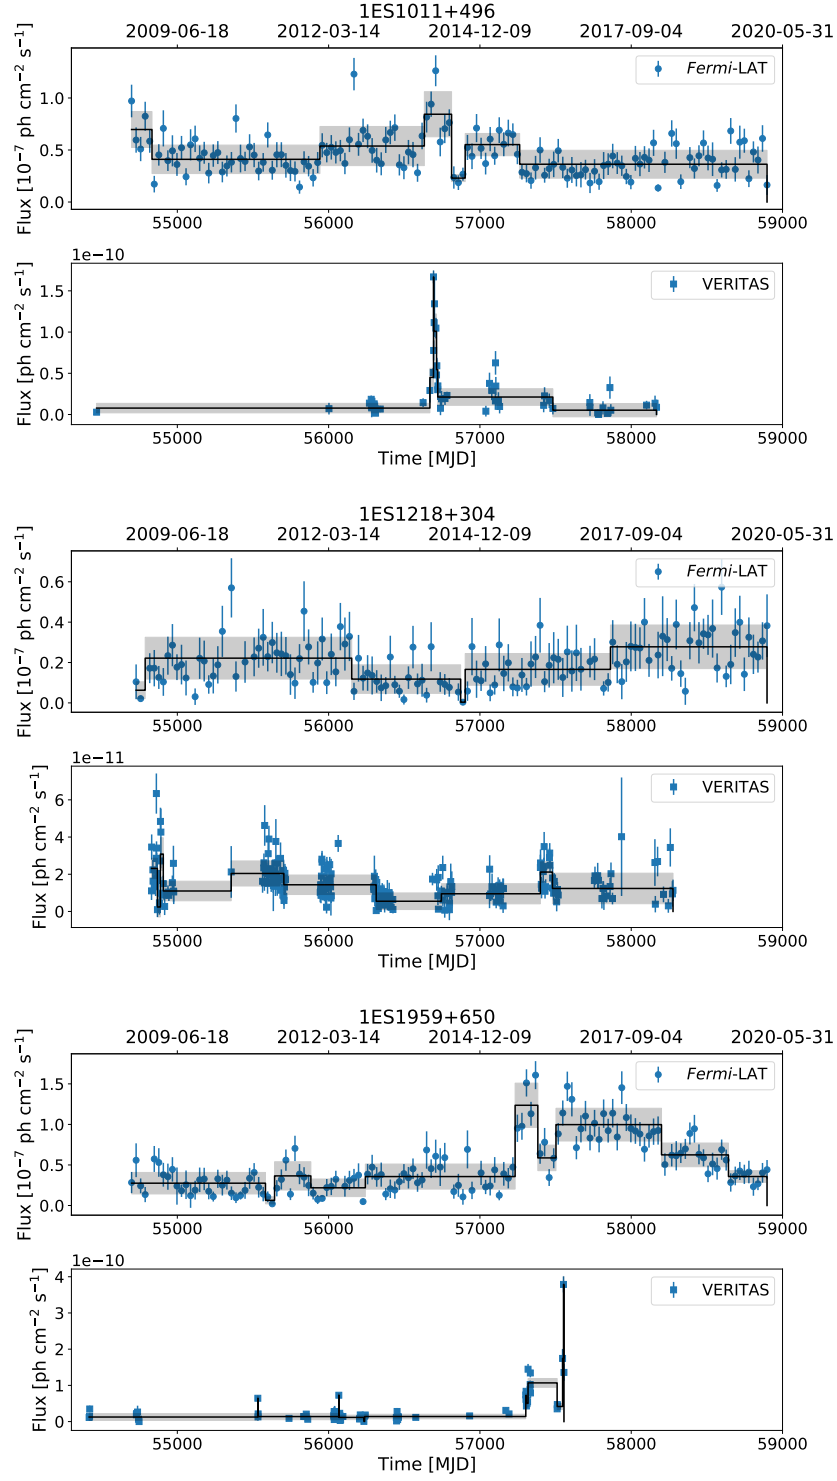 1ES1011+496
2009-06-18 2012-03-14 2014-12-09 2017-09-04 2020-05-31
Flux [10⁻⁷ ph cm⁻² s⁻¹]
1.0
0.5
0.0
Fermi-LAT
55000 56000 57000 58000 59000
1e−10
Flux [ph cm⁻² s⁻¹]
1.5
1.0
0.5
0.0
VERITAS
55000 56000 57000 58000 59000
Time [MJD]
1ES1218+304
2009-06-18 2012-03-14 2014-12-09 2017-09-04 2020-05-31
Flux [10⁻⁷ ph cm⁻² s⁻¹]
0.6
0.4
0.2
0.0
Fermi-LAT
55000 56000 57000 58000 59000
1e−11
Flux [ph cm⁻² s⁻¹]
6
4
2
0
VERITAS
55000 56000 57000 58000 59000
Time [MJD]
1ES1959+650
2009-06-18 2012-03-14 2014-12-09 2017-09-04 2020-05-31
Flux [10⁻⁷ ph cm⁻² s⁻¹]
1.5
1.0
0.5
0.0
Fermi-LAT
55000 56000 57000 58000 59000
1e−10
Flux [ph cm⁻² s⁻¹]
4
3
2
1
0
VERITAS
55000 56000 57000 58000 59000
Time [MJD]